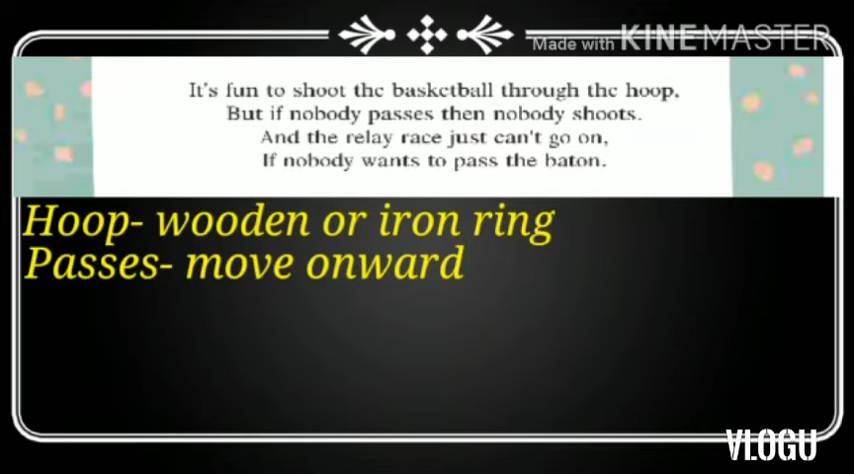 Made with KINEMASTER
It's fun to shoot the basketball through the hoop,
But if nobody passes then nobody shoots.
And the relay race just can't go on,
If nobody wants to pass the baton.
Hoop- wooden or iron ring
Passes- move onward
VLOGU